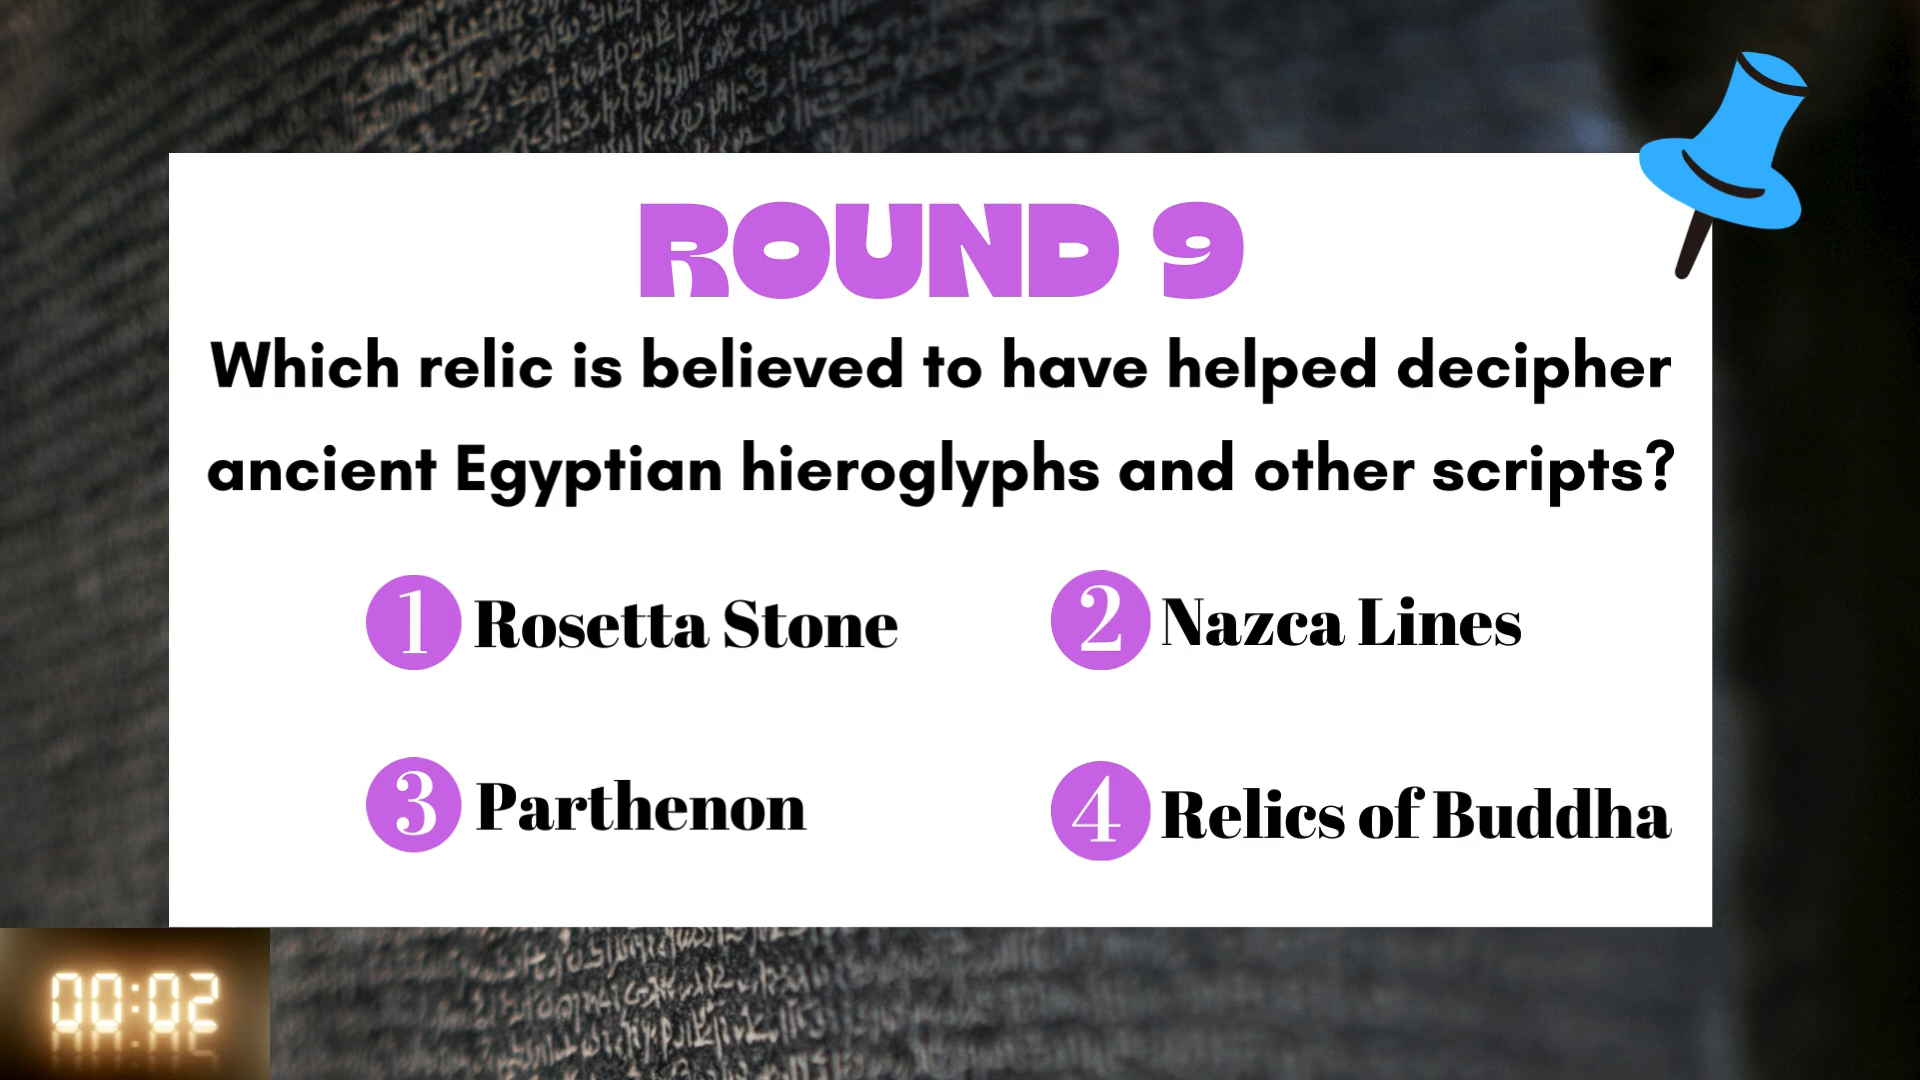 ROUND 9
Which relic is believed to have helped decipher
ancient Egyptian hieroglyphs and other scripts?
1 Rosetta Stone
2 Nazca Lines
3 Parthenon
4 Relics of Buddha
00:02